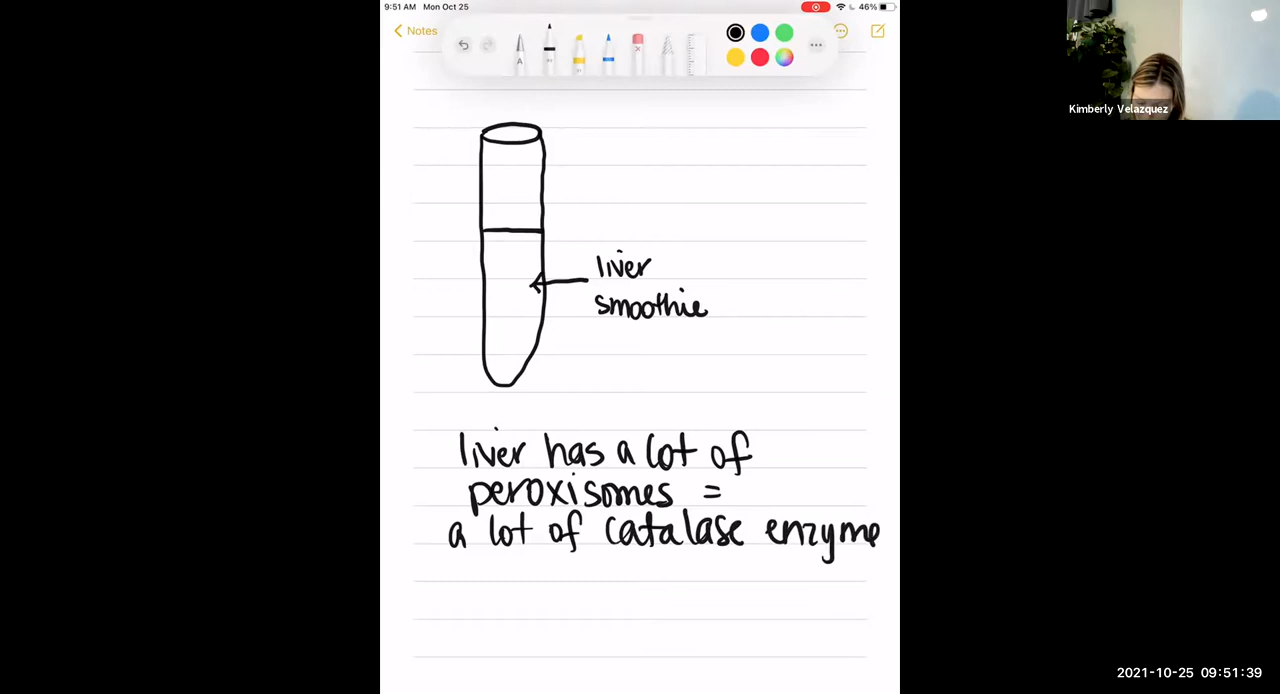 9:51 AM Mon Oct 25
46%
Notes
A
Kimberly Velazquez
liver
smoothie
liver has a lot of
peroxisomes =
a lot of catalase enzyme
2021-10-25 09:51:39